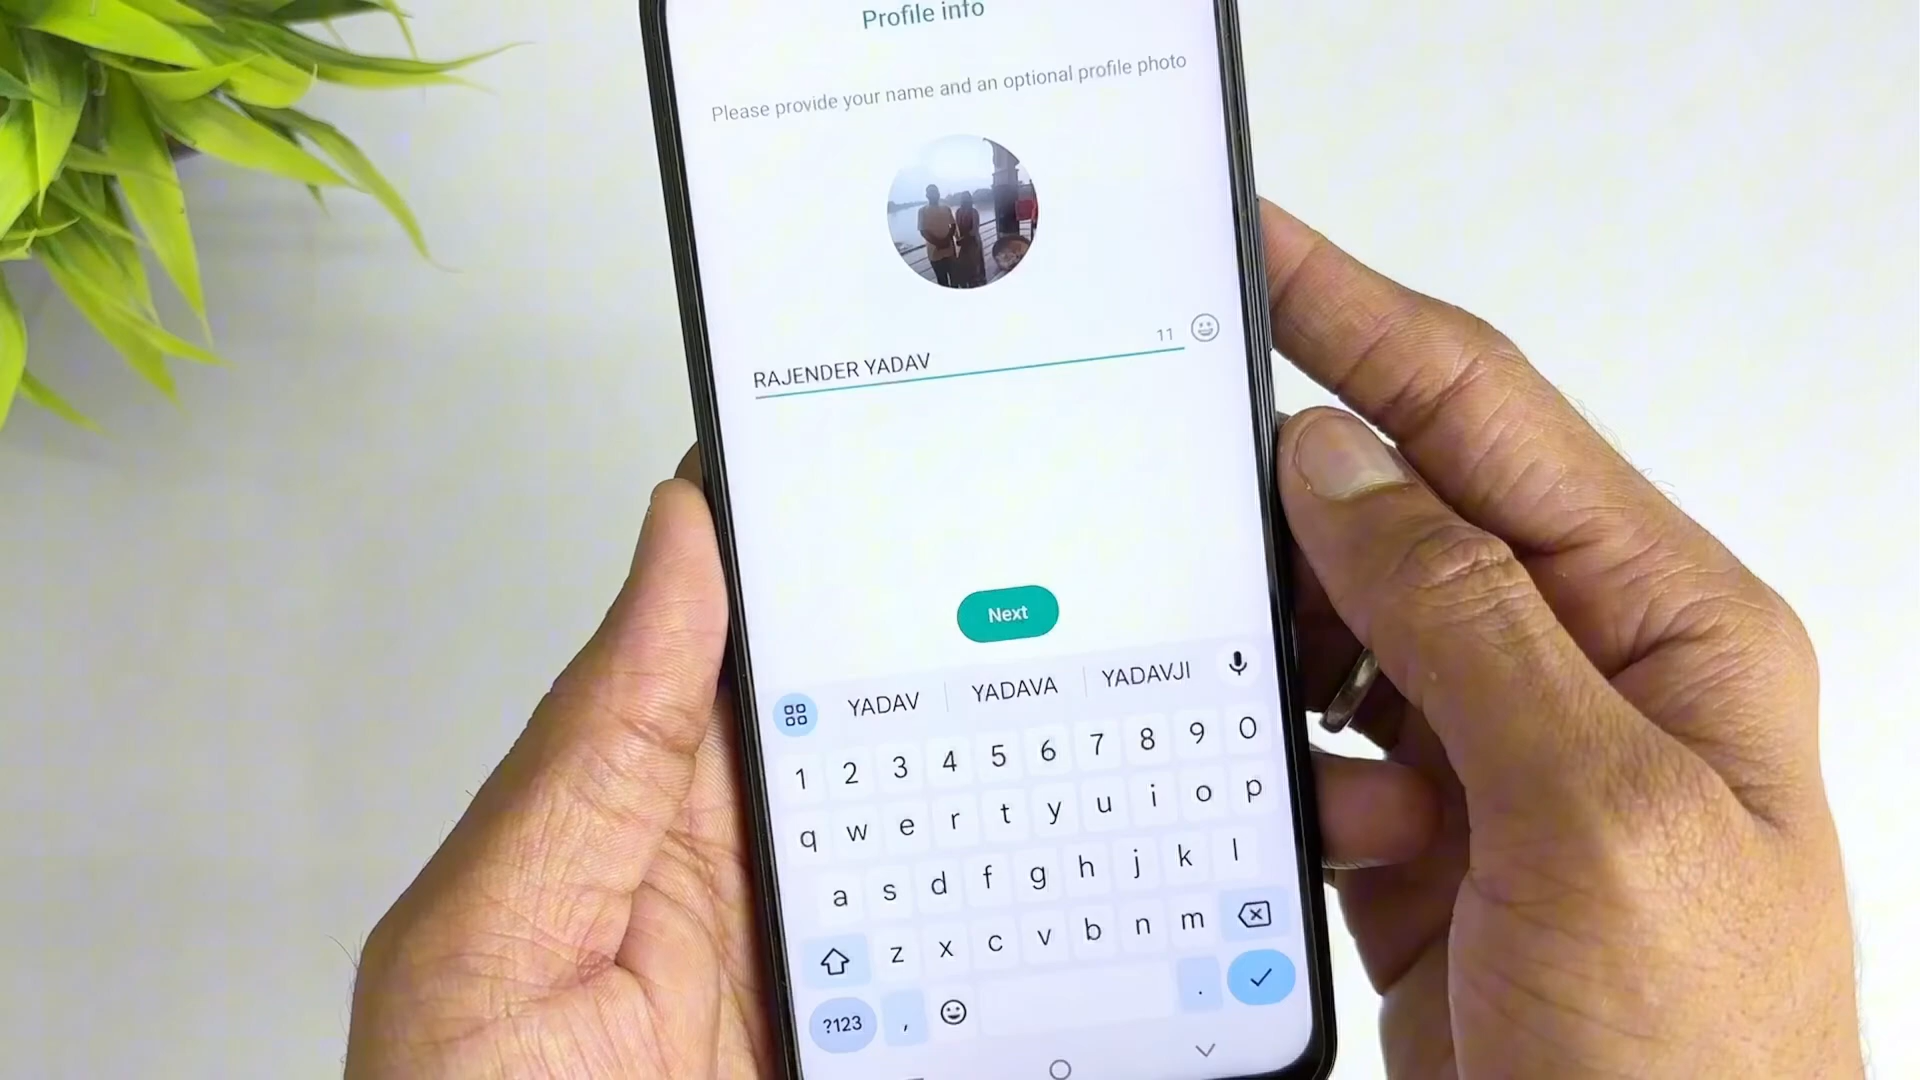 Profile info
Please provide your name and an optional profile photo
RAJENDER YADAV 11
Next
YADAV YADAVA YADAVJI
1 2 3 4 5 6 7 8 9 0
q w e r t y u i o p
a s d f g h j k l
z x c v b n m
?123 , .